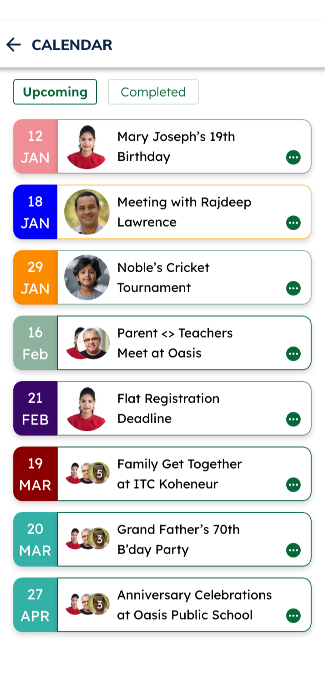 CALENDAR
Upcoming
Completed
12
JAN
Mary Joseph's 19th
Birthday
18
JAN
Meeting with Rajdeep
Lawrence
29
JAN
Noble's Cricket
Tournament
16
Feb
Parent <> Teachers
Meet at Oasis
21
FEB
Flat Registration
Deadline
19
MAR
5
Family Get Together
at ITC Koheneur
20
MAR
3
Grand Father's 70th
B'day Party
27
APR
3
Anniversary Celebrations
at Oasis Public School